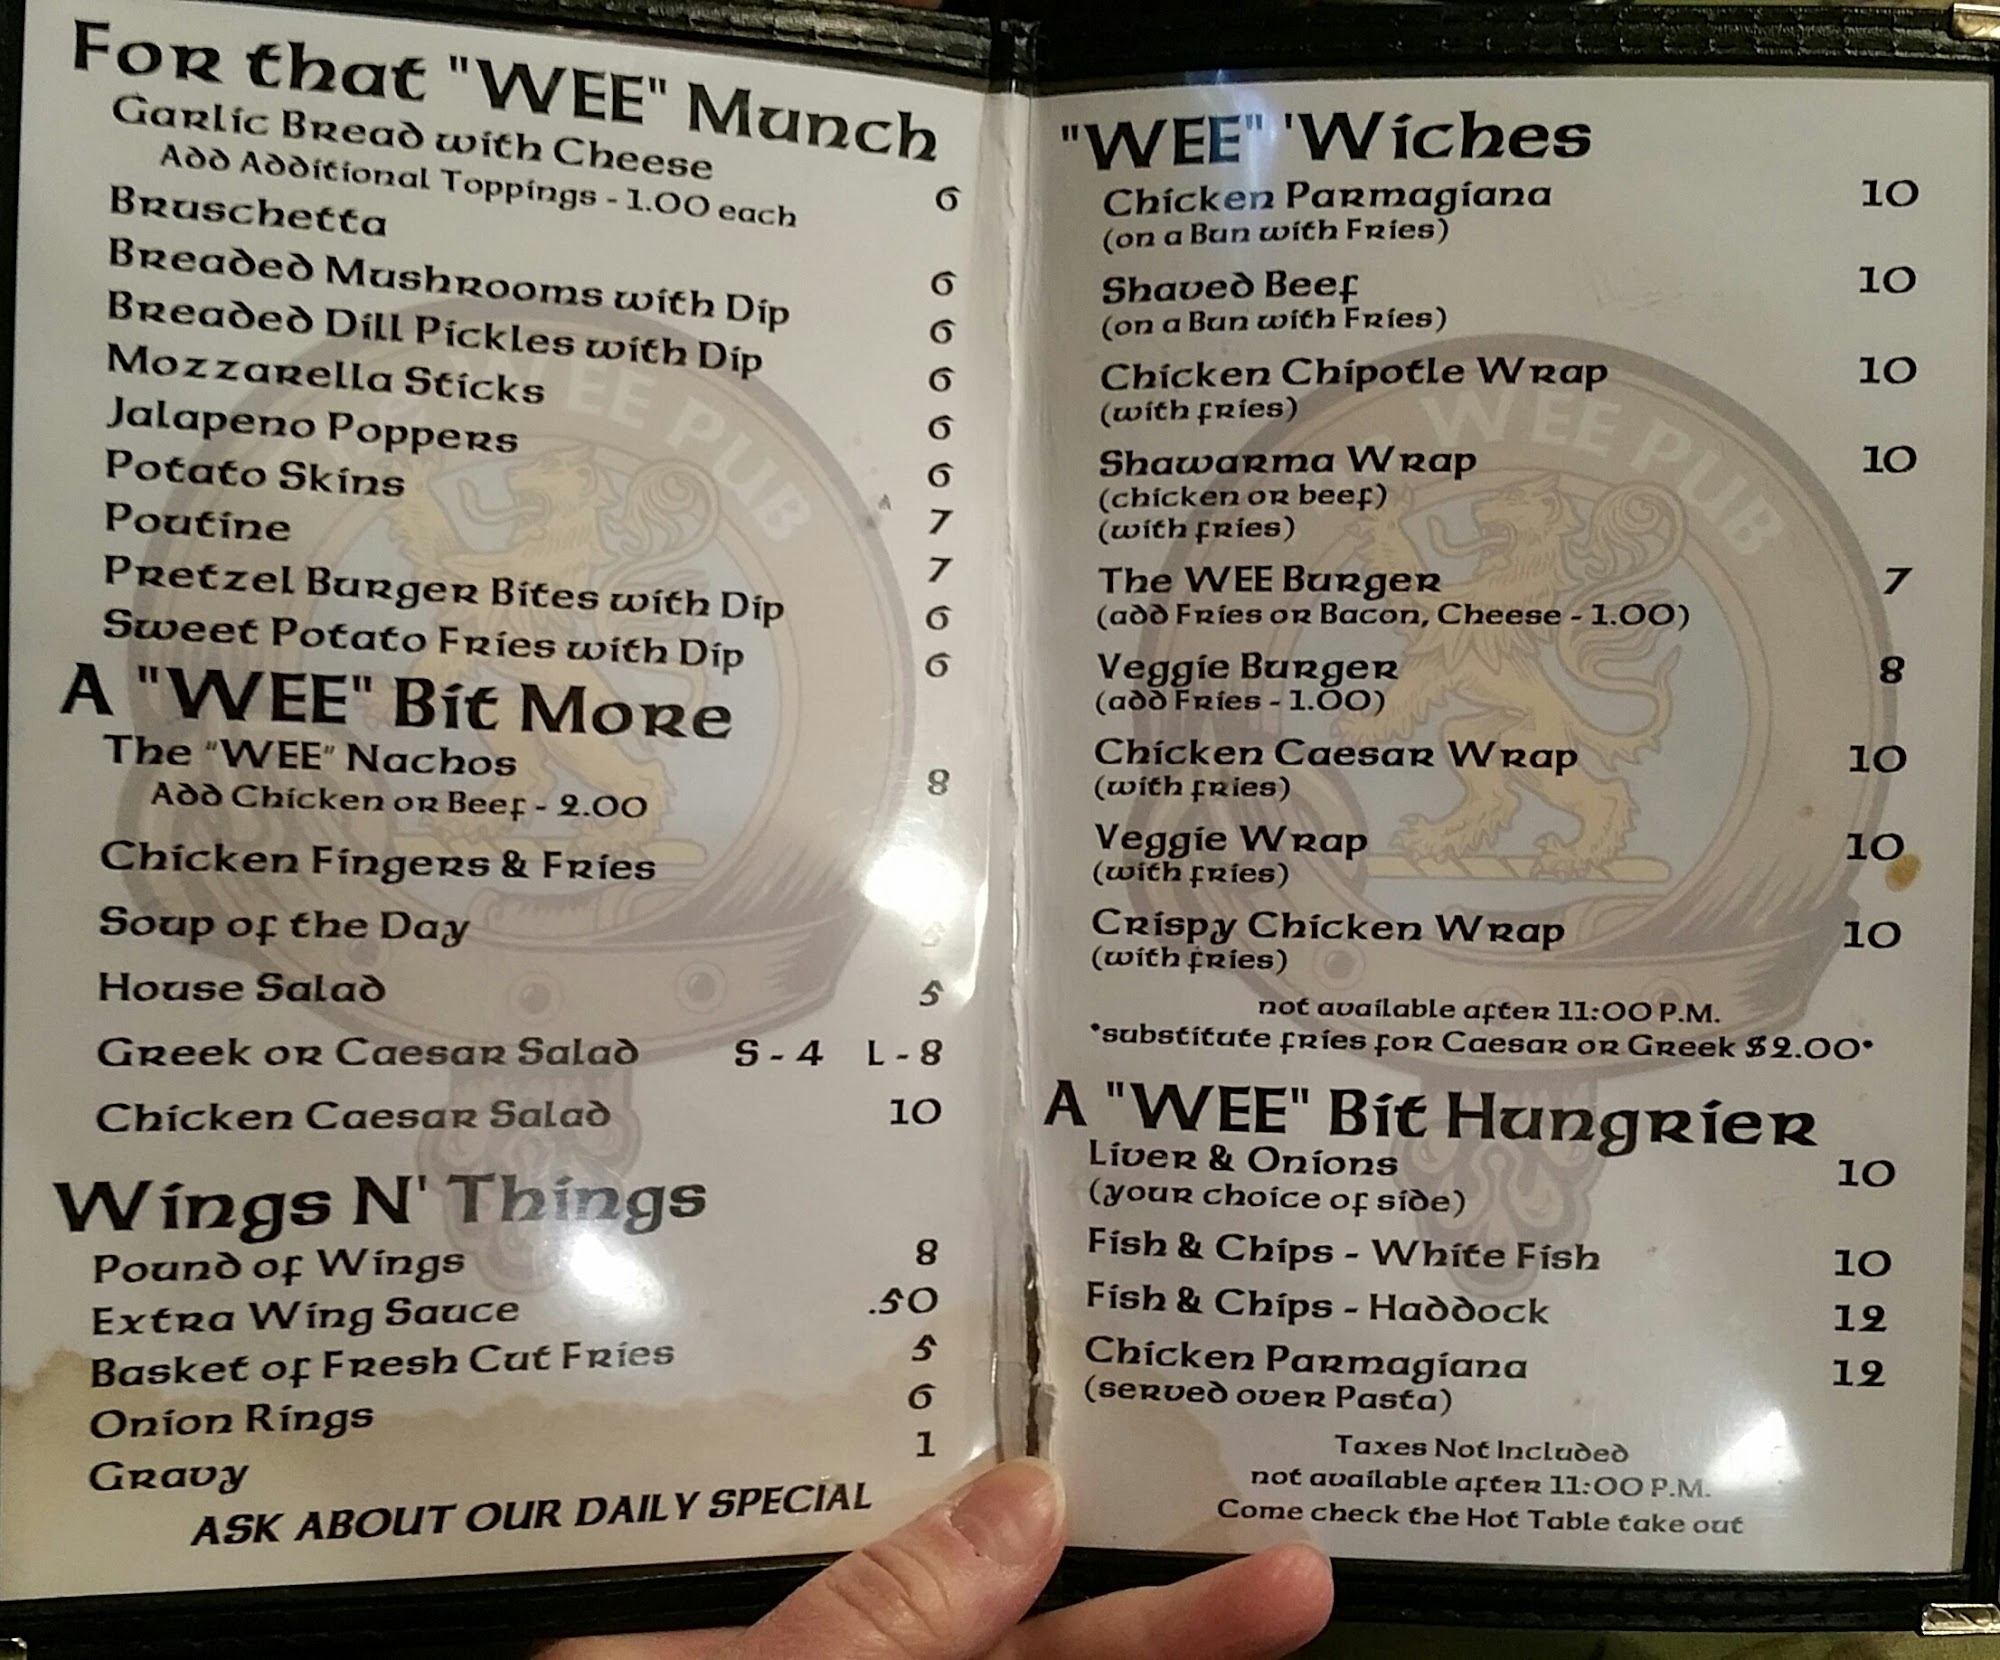 For that "WEE" Munch
Garlic Bread with Cheese 6
Add Additional Toppings - 1.00 each
Bruschetta 6
Breaded Mushrooms with Dip 6
Breaded Dill Pickles with Dip 6
Mozzarella Sticks 6
Jalapeno Poppers 6
Potato Skins 7
Poutine 7
Pretzel Burger Bites with Dip 6
Sweet Potato Fries with Dip 6
A "WEE" Bit More
The "WEE" Nachos 8
Add Chicken or Beef - 2.00
Chicken Fingers & Fries
Soup of the Day
House Salad 5
Greek or Caesar Salad S - 4 L - 8
Chicken Caesar Salad 10
Wings N' Things
Pound of Wings 8
Extra Wing Sauce .50
Basket of Fresh Cut Fries 5
Onion Rings 6
Gravy 1
ASK ABOUT OUR DAILY SPECIAL
WEE PUB
"WEE" 'Wiches
Chicken Parmagiana 10
(on a Bun with Fries)
Shaved Beef 10
(on a Bun with Fries)
Chicken Chipotle Wrap 10
(with fries)
Shawarma Wrap 10
(chicken or beef)
(with fries)
The WEE Burger 7
(add Fries or Bacon, Cheese - 1.00)
Veggie Burger 8
(add Fries - 1.00)
Chicken Caesar Wrap 10
(with fries)
Veggie Wrap 10
(with fries)
Crispy Chicken Wrap 10
(with fries)
not available after 11:00 P.M.
*substitute fries for Caesar or Greek $2.00*
A "WEE" Bit Hungrier
Liver & Onions 10
(your choice of side)
Fish & Chips - White Fish 10
Fish & Chips - Haddock 12
Chicken Parmagiana 12
(served over Pasta)
Taxes Not Included
not available after 11:00 P.M.
Come check the Hot Table take out
WEE PUB